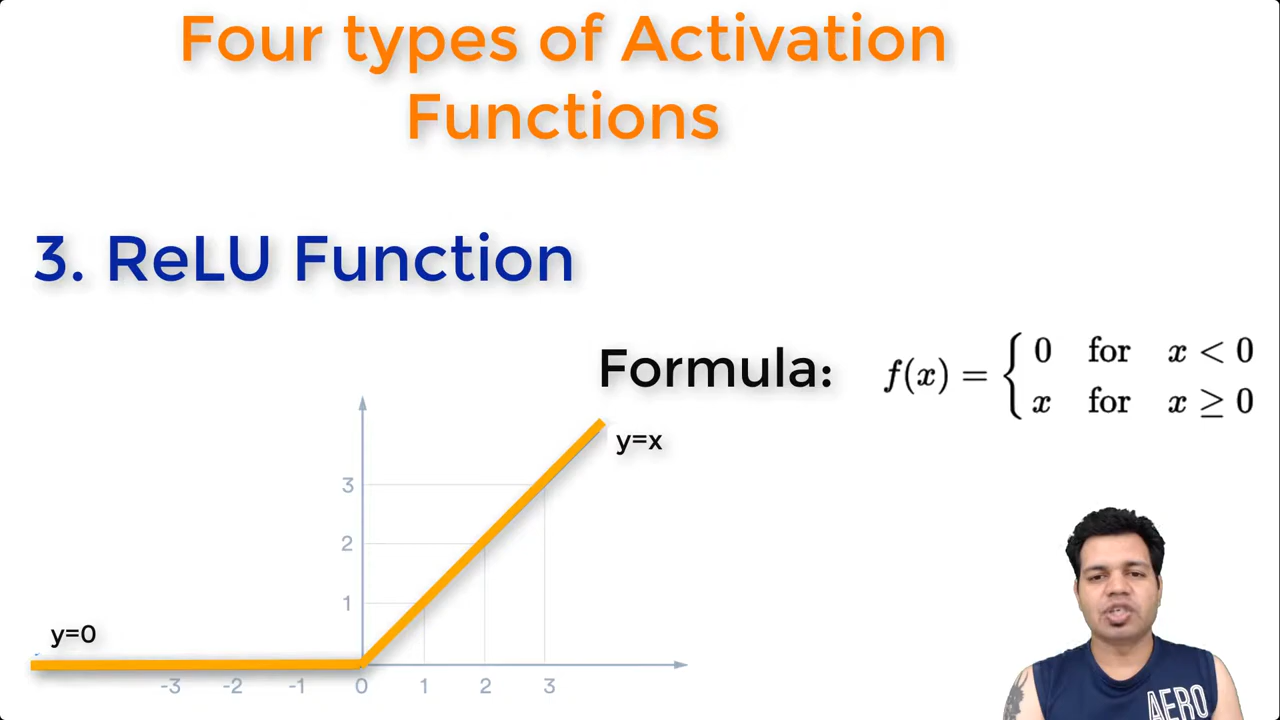 Four types of Activation
Functions
3. ReLU Function
Formula: f(x) = { 0 for x < 0
x for x ≥ 0
y=x
3
2
1
y=0
-3 -2 -1 0 1 2 3
AERO